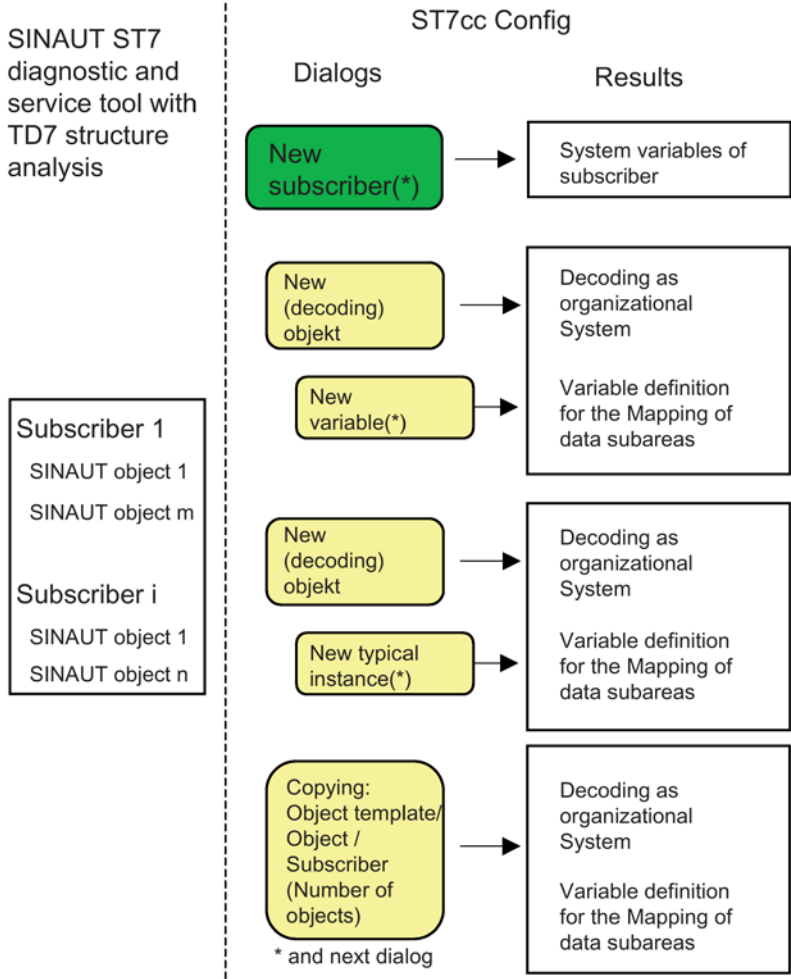 SINAUT ST7
diagnostic and
service tool with
TD7 structure
analysis
Subscriber 1
SINAUT object 1
SINAUT object m
Subscriber i
SINAUT object 1
SINAUT object n
ST7cc Config
Dialogs
Results
New
subscriber(*)
System variables of
subscriber
New
(decoding)
objekt
Decoding as
organizational
System
New
variable(*)
Variable definition
for the Mapping of
data subareas
New
(decoding)
objekt
Decoding as
organizational
System
New typical
instance(*)
Variable definition
for the Mapping of
data subareas
Copying:
Object template/
Object /
Subscriber
(Number of
objects)
Decoding as
organizational
System
Variable definition
for the Mapping of
data subareas
* and next dialog